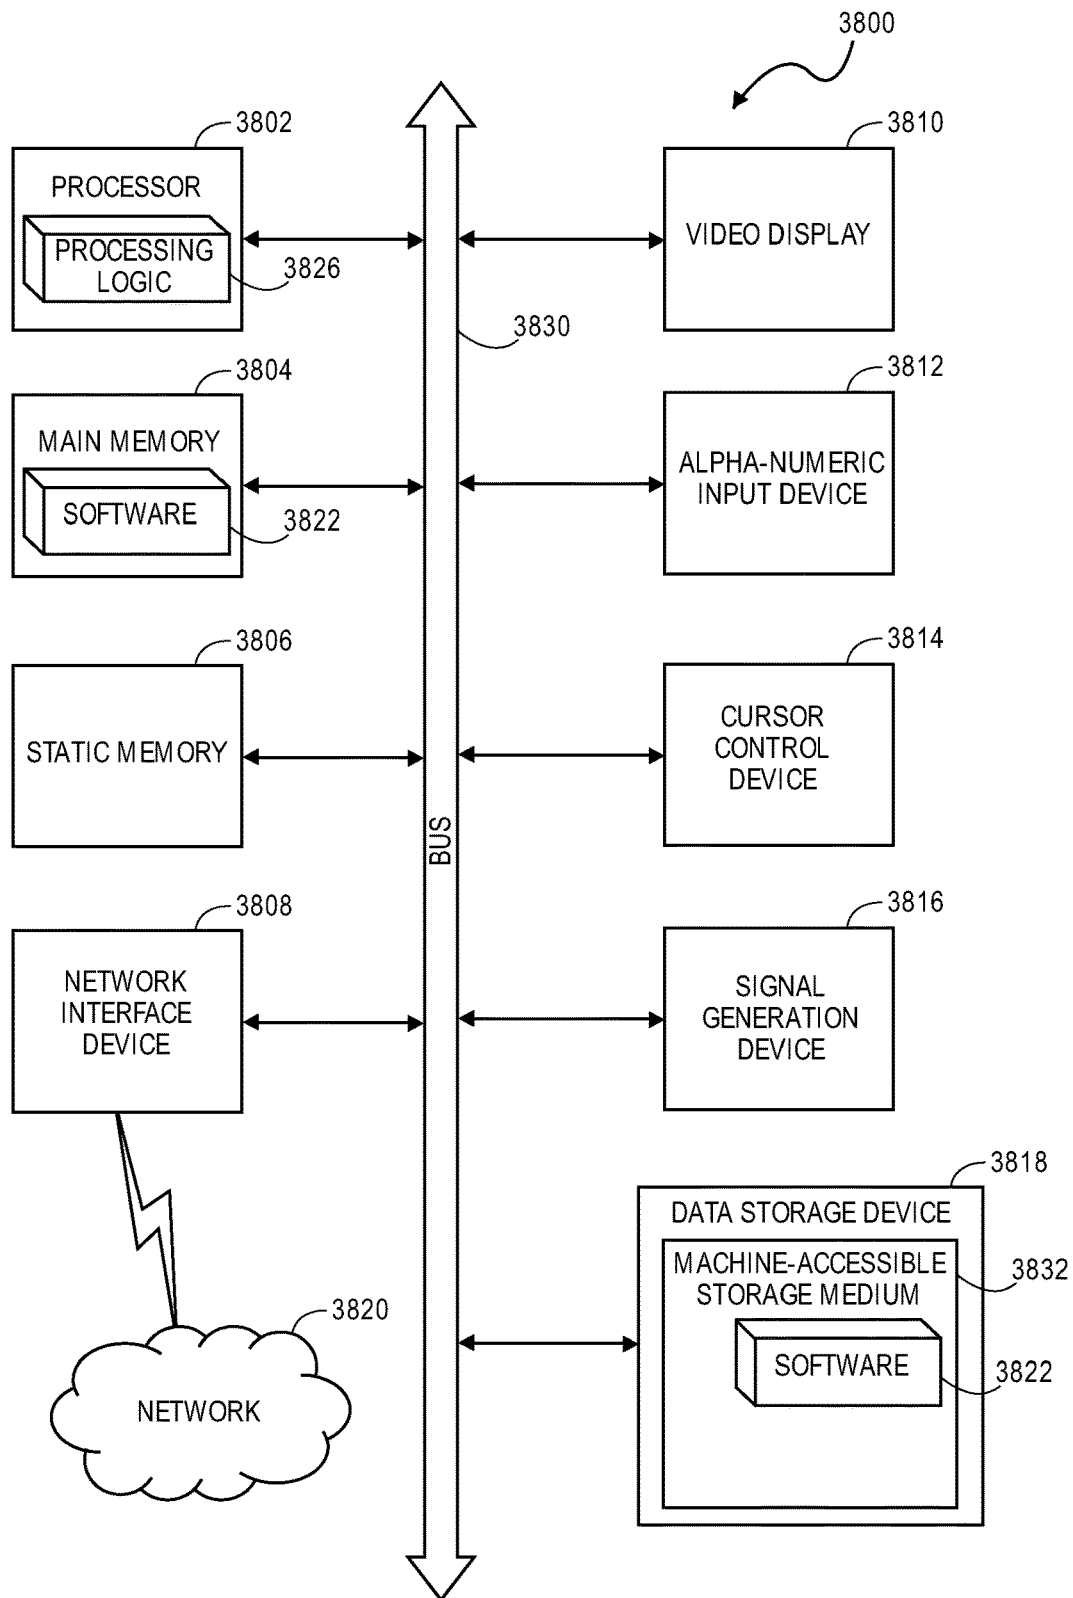 3800
3802
PROCESSOR
PROCESSING
LOGIC
3826
3810
VIDEO DISPLAY
3830
3804
MAIN MEMORY
SOFTWARE
3822
3812
ALPHA-NUMERIC
INPUT DEVICE
3806
STATIC MEMORY
3814
CURSOR
CONTROL
DEVICE
BUS
3808
NETWORK
INTERFACE
DEVICE
3816
SIGNAL
GENERATION
DEVICE
3818
DATA STORAGE DEVICE
MACHINE-ACCESSIBLE
STORAGE MEDIUM
3832
SOFTWARE
3822
3820
NETWORK